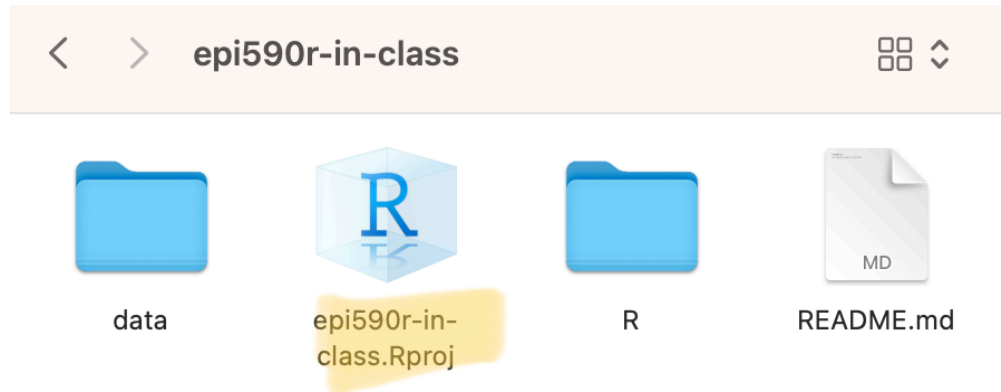 epi590r-in-class
R
data
epi590r-in-
class.Rproj
R
MD
README.md